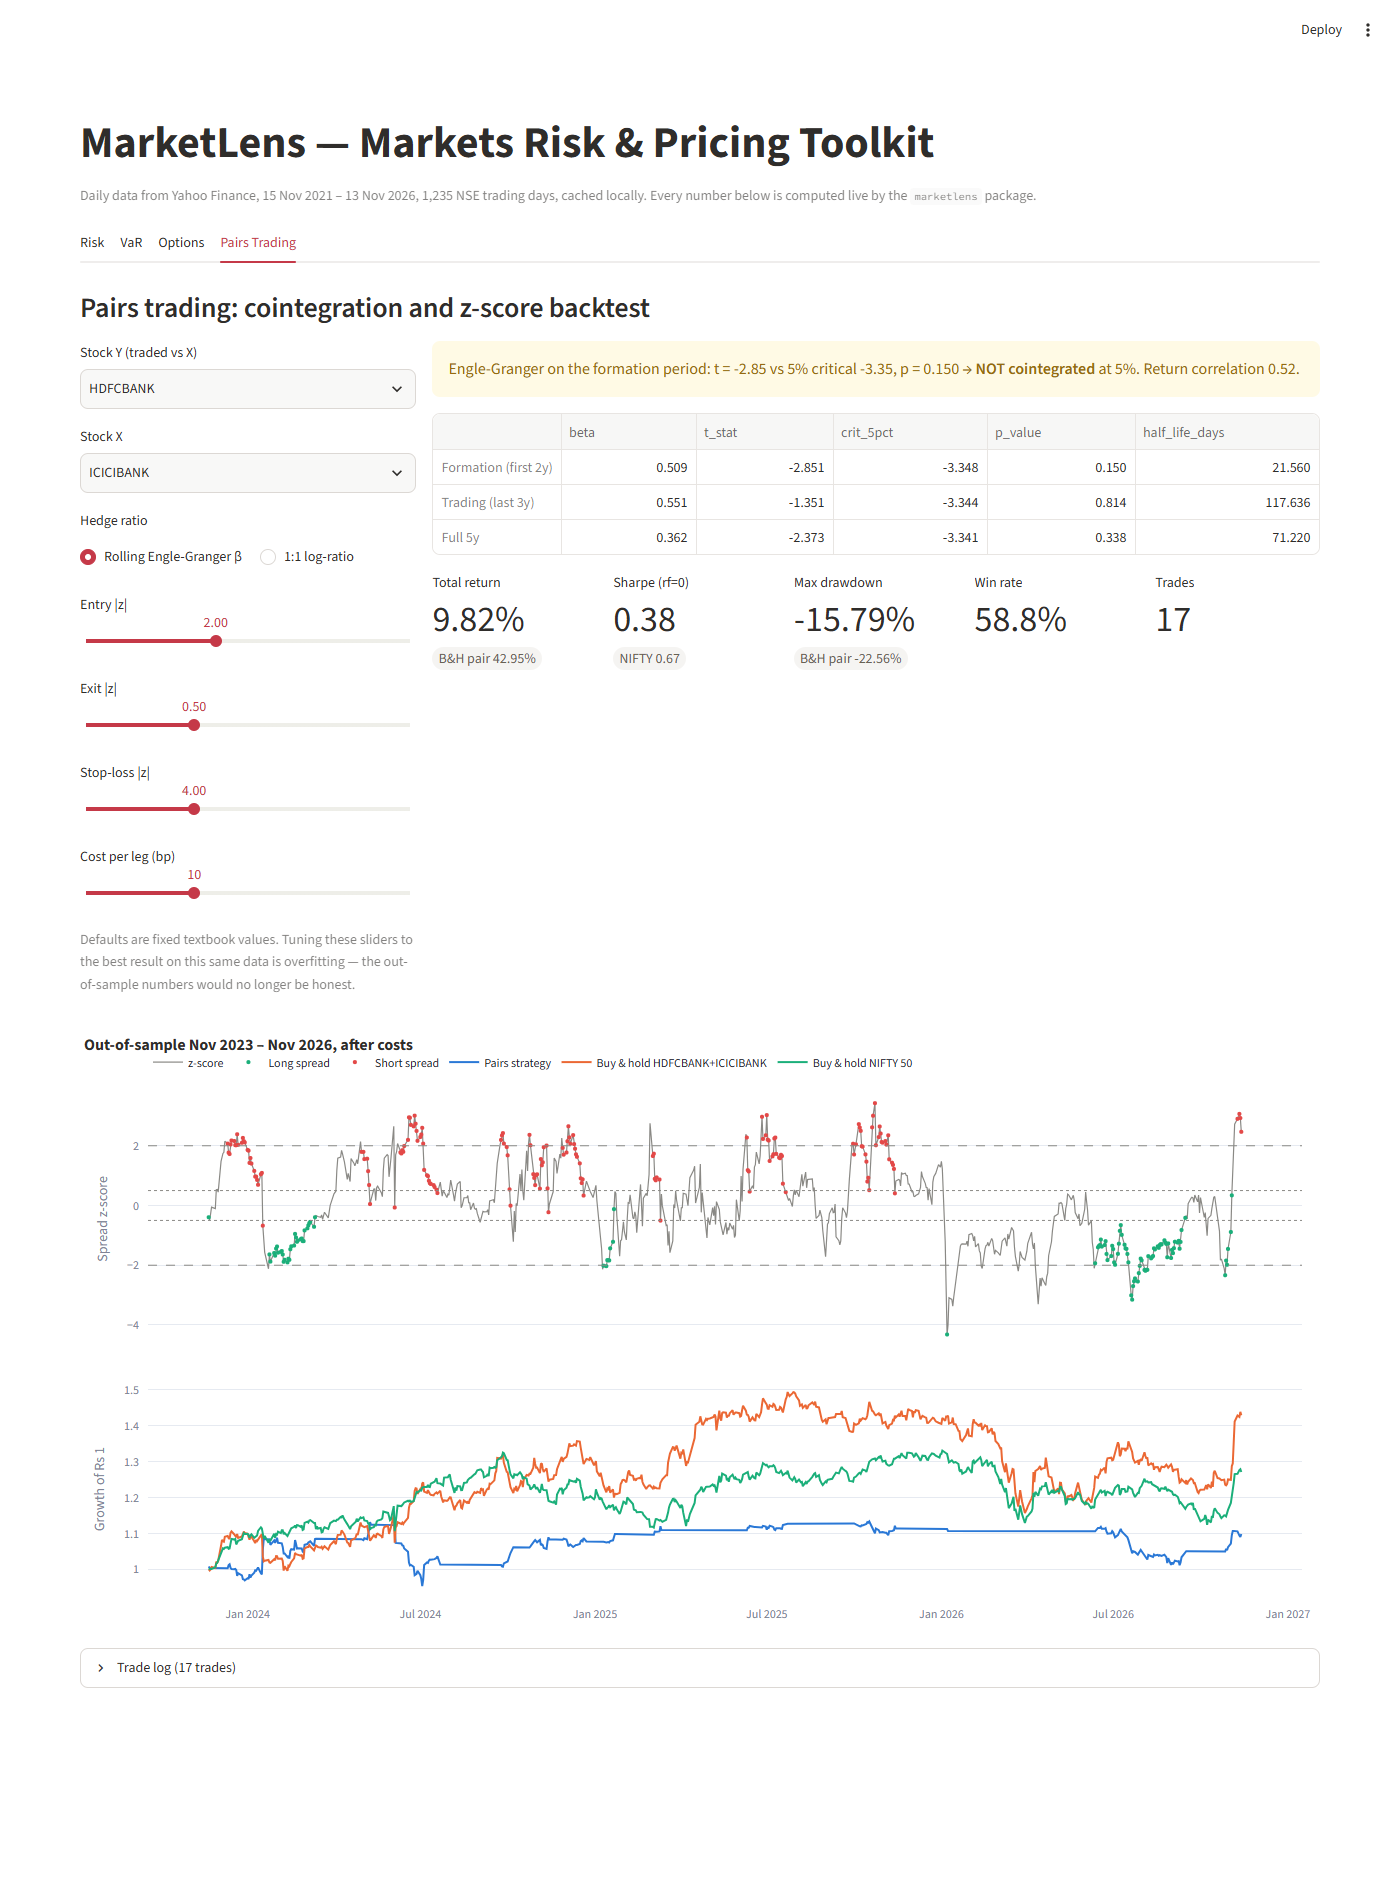 Deploy
MarketLens — Markets Risk & Pricing Toolkit
Daily data from Yahoo Finance, 15 Nov 2021 – 13 Nov 2026, 1,235 NSE trading days, cached locally. Every number below is computed live by the marketlens package.
Risk VaR Options Pairs Trading
Pairs trading: cointegration and z-score backtest
Stock Y (traded vs X)
HDFCBANK
Stock X
ICICIBANK
Hedge ratio
Rolling Engle-Granger β 1:1 log-ratio
Entry |z|
2.00
Exit |z|
0.50
Stop-loss |z|
4.00
Cost per leg (bp)
10
Defaults are fixed textbook values. Tuning these sliders to
the best result on this same data is overfitting — the out-
of-sample numbers would no longer be honest.
Engle-Granger on the formation period: t = -2.85 vs 5% critical -3.35, p = 0.150 → NOT cointegrated at 5%. Return correlation 0.52.
beta t_stat crit_5pct p_value half_life_days
Formation (first 2y) 0.509 -2.851 -3.348 0.150 21.560
Trading (last 3y) 0.551 -1.351 -3.344 0.814 117.636
Full 5y 0.362 -2.373 -3.341 0.338 71.220
Total return Sharpe (rf=0) Max drawdown Win rate Trades
9.82% 0.38 -15.79% 58.8% 17
B&H pair 42.95% NIFTY 0.67 B&H pair -22.56%
Out-of-sample Nov 2023 – Nov 2026, after costs
z-score Long spread Short spread Pairs strategy Buy & hold HDFCBANK+ICICIBANK Buy & hold NIFTY 50
Spread z-score
2
0
−2
−4
Growth of Rs 1
1.5
1.4
1.3
1.2
1.1
1
Jan 2024 Jul 2024 Jan 2025 Jul 2025 Jan 2026 Jul 2026 Jan 2027
Trade log (17 trades)